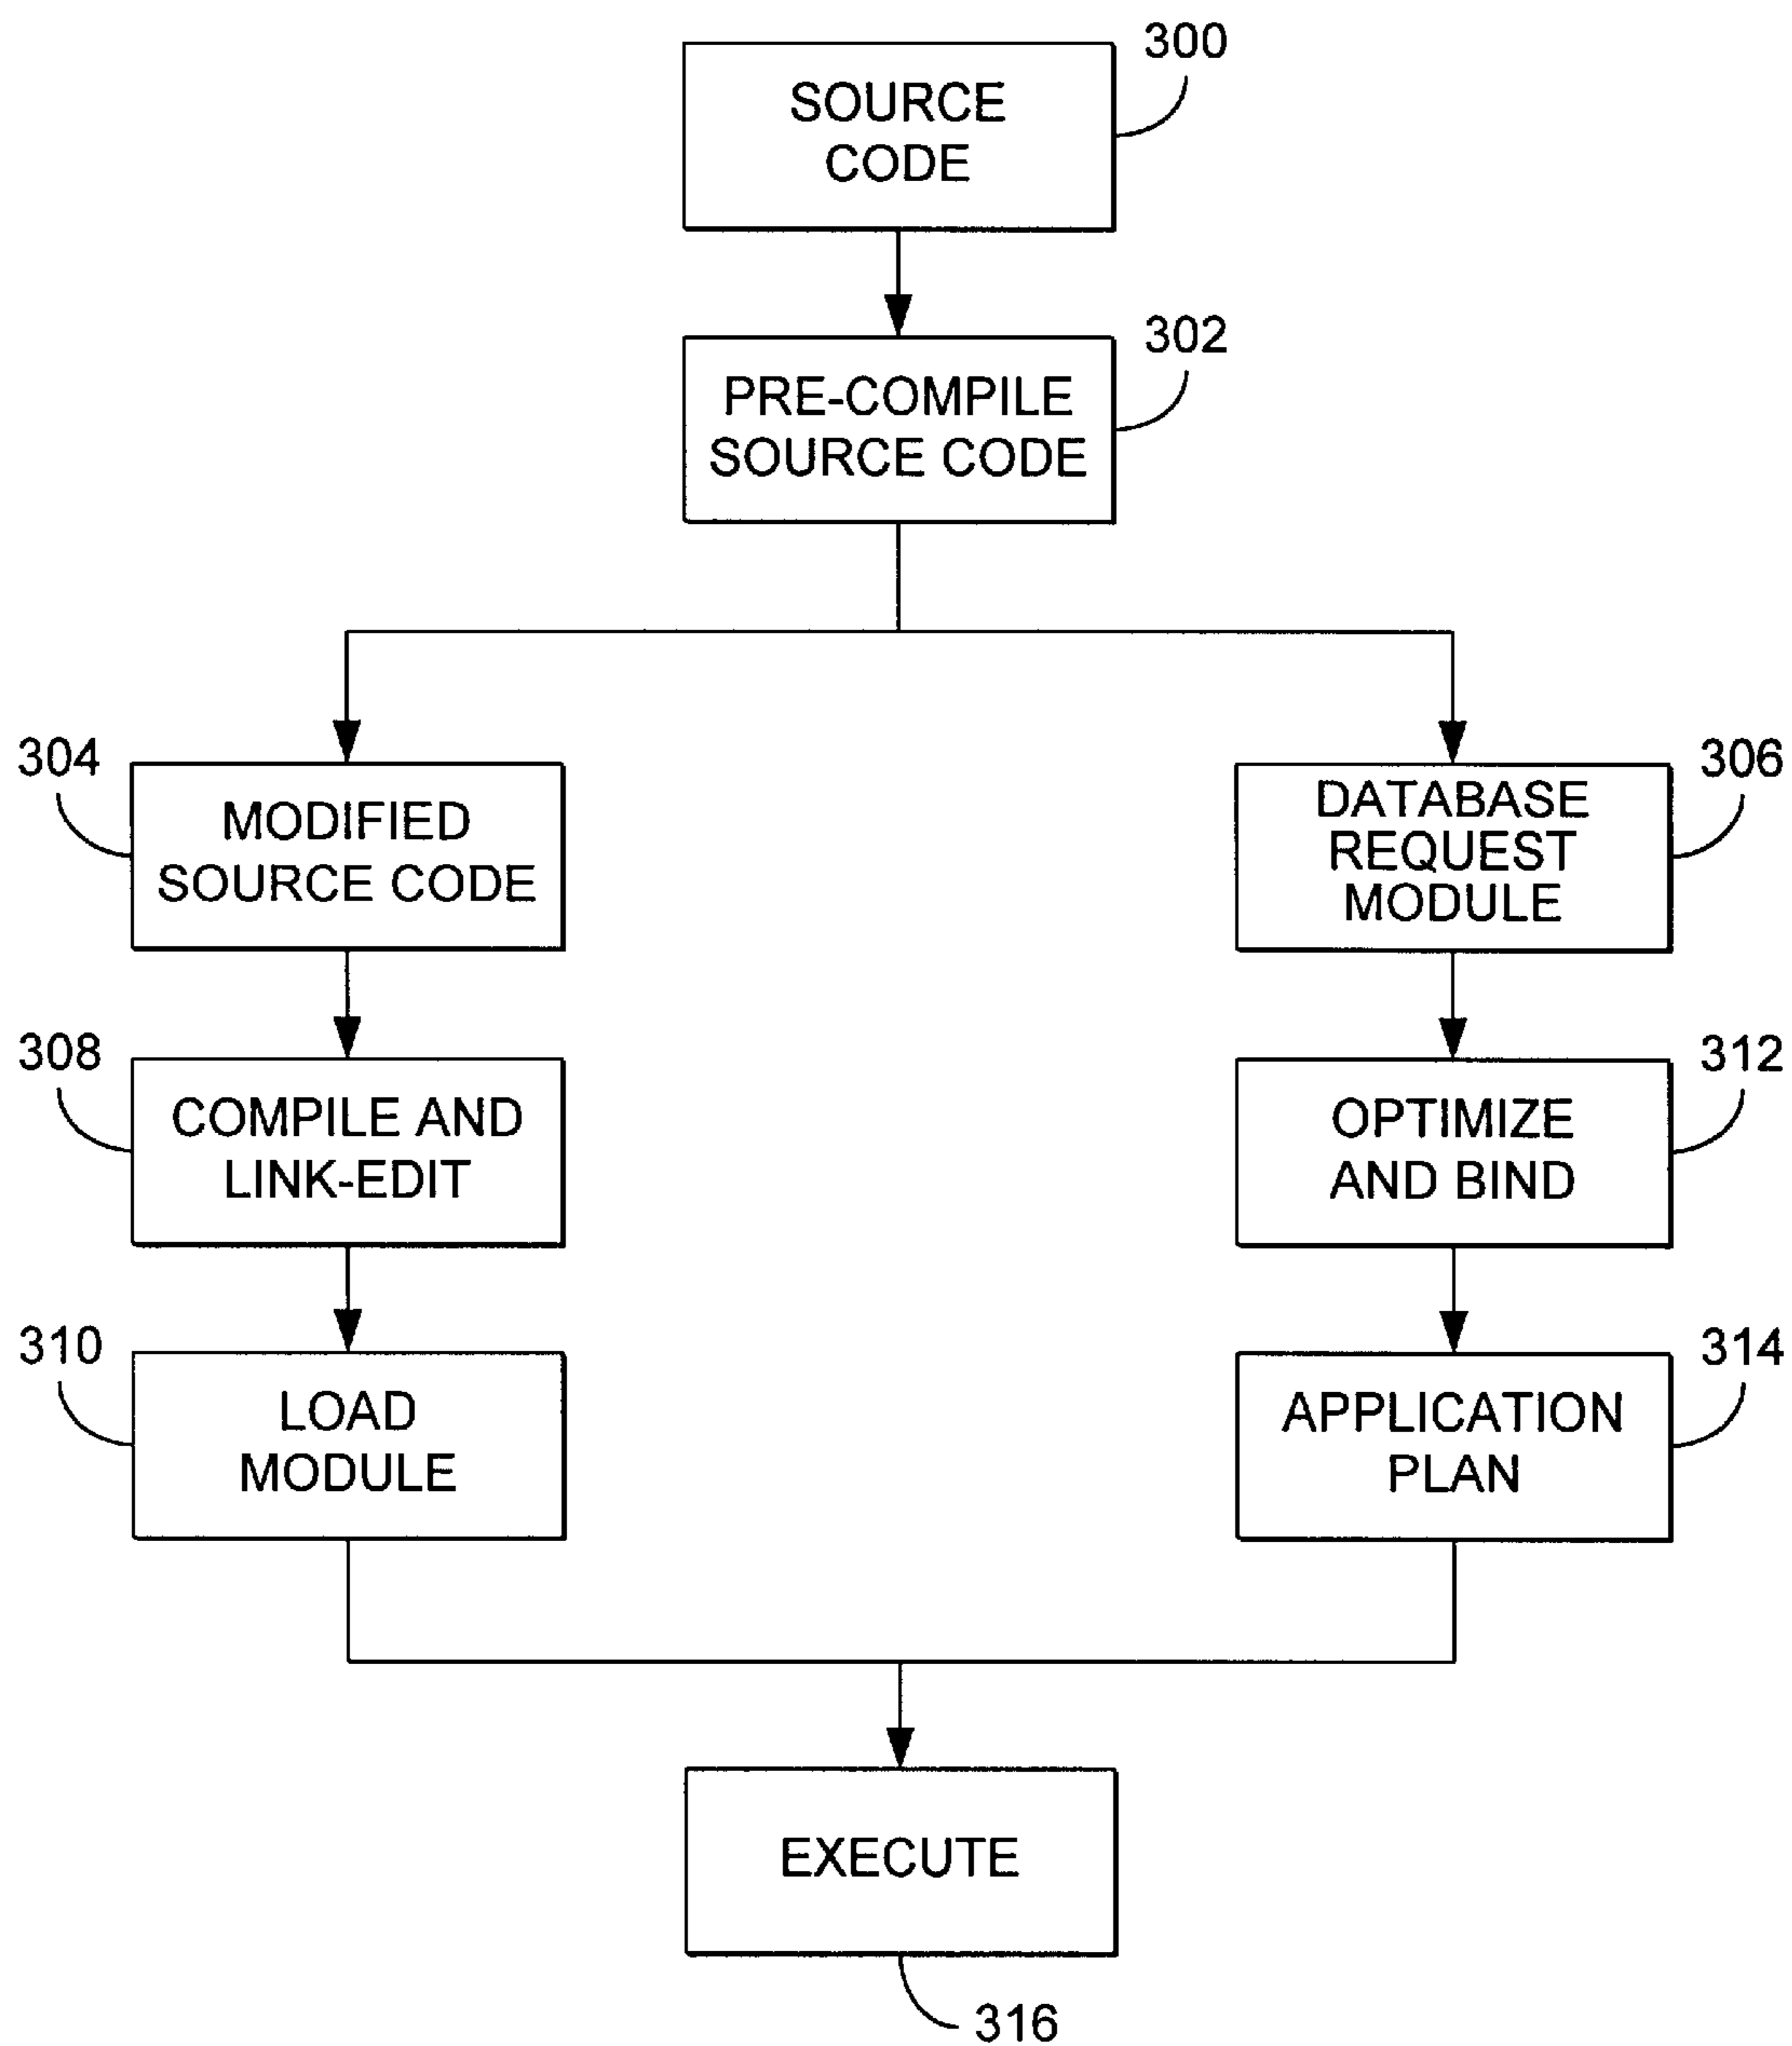 300
SOURCE
CODE
302
PRE-COMPILE
SOURCE CODE
304
MODIFIED
SOURCE CODE
306
DATABASE
REQUEST
MODULE
308
COMPILE AND
LINK-EDIT
312
OPTIMIZE
AND BIND
310
LOAD
MODULE
314
APPLICATION
PLAN
EXECUTE
316